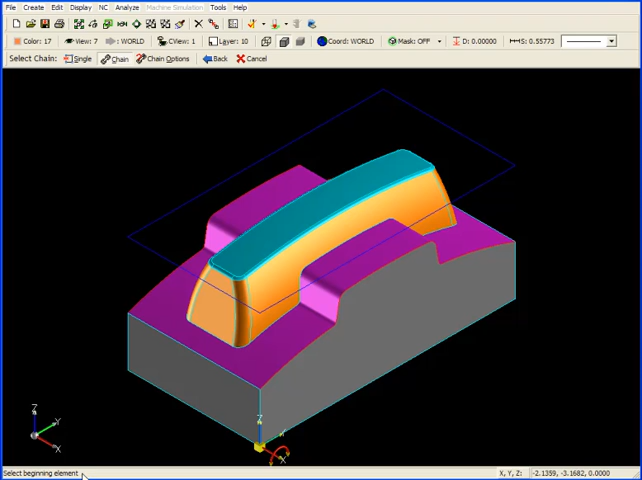 File Create Edit Display NC Analyze Machine Simulation Tools Help
Color: 17 View: 7 : WORLD CView: 1 Layer: 10 Coord: WORLD Mask: OFF D: 0.00000 S: 0.55773
Select Chain: Single Chain Chain Options Back Cancel
Z
Y
X
Z
X
Select beginning element X, Y, Z: -2.1359, -3.1682, 0.0000